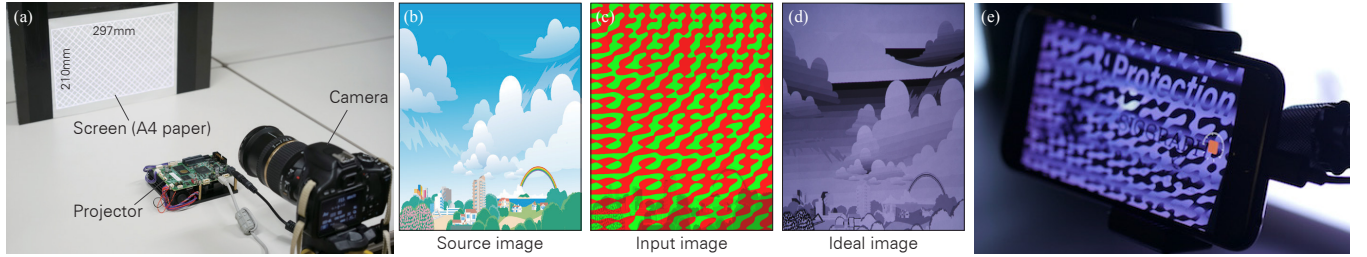 (a)
297mm
210mm
Screen (A4 paper)
Camera
Projector
(b)
Source image
(c)
Input image
(d)
Ideal image
(e)
Protection